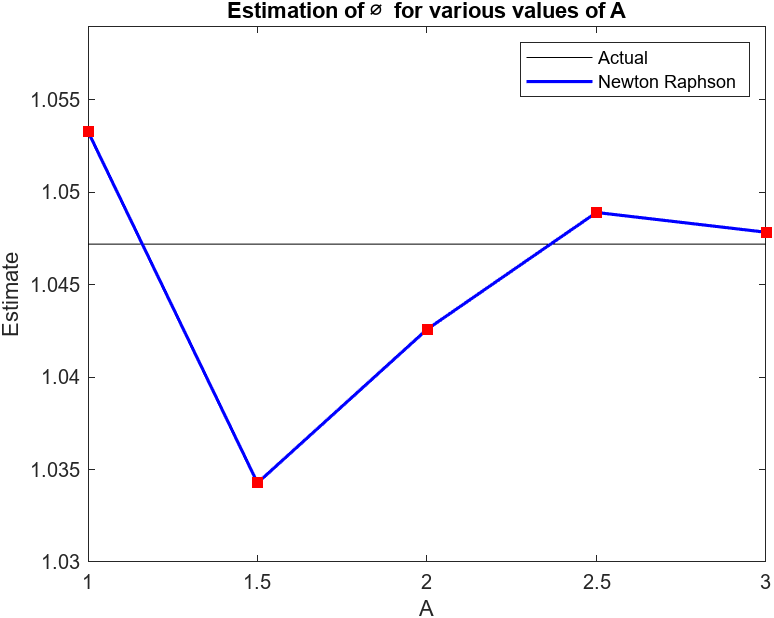 Estimation of ∅ for various values of A
Actual
Newton Raphson
1.055
1.05
1.045
1.04
1.035
1.03
Estimate
1
1.5
2
2.5
3
A